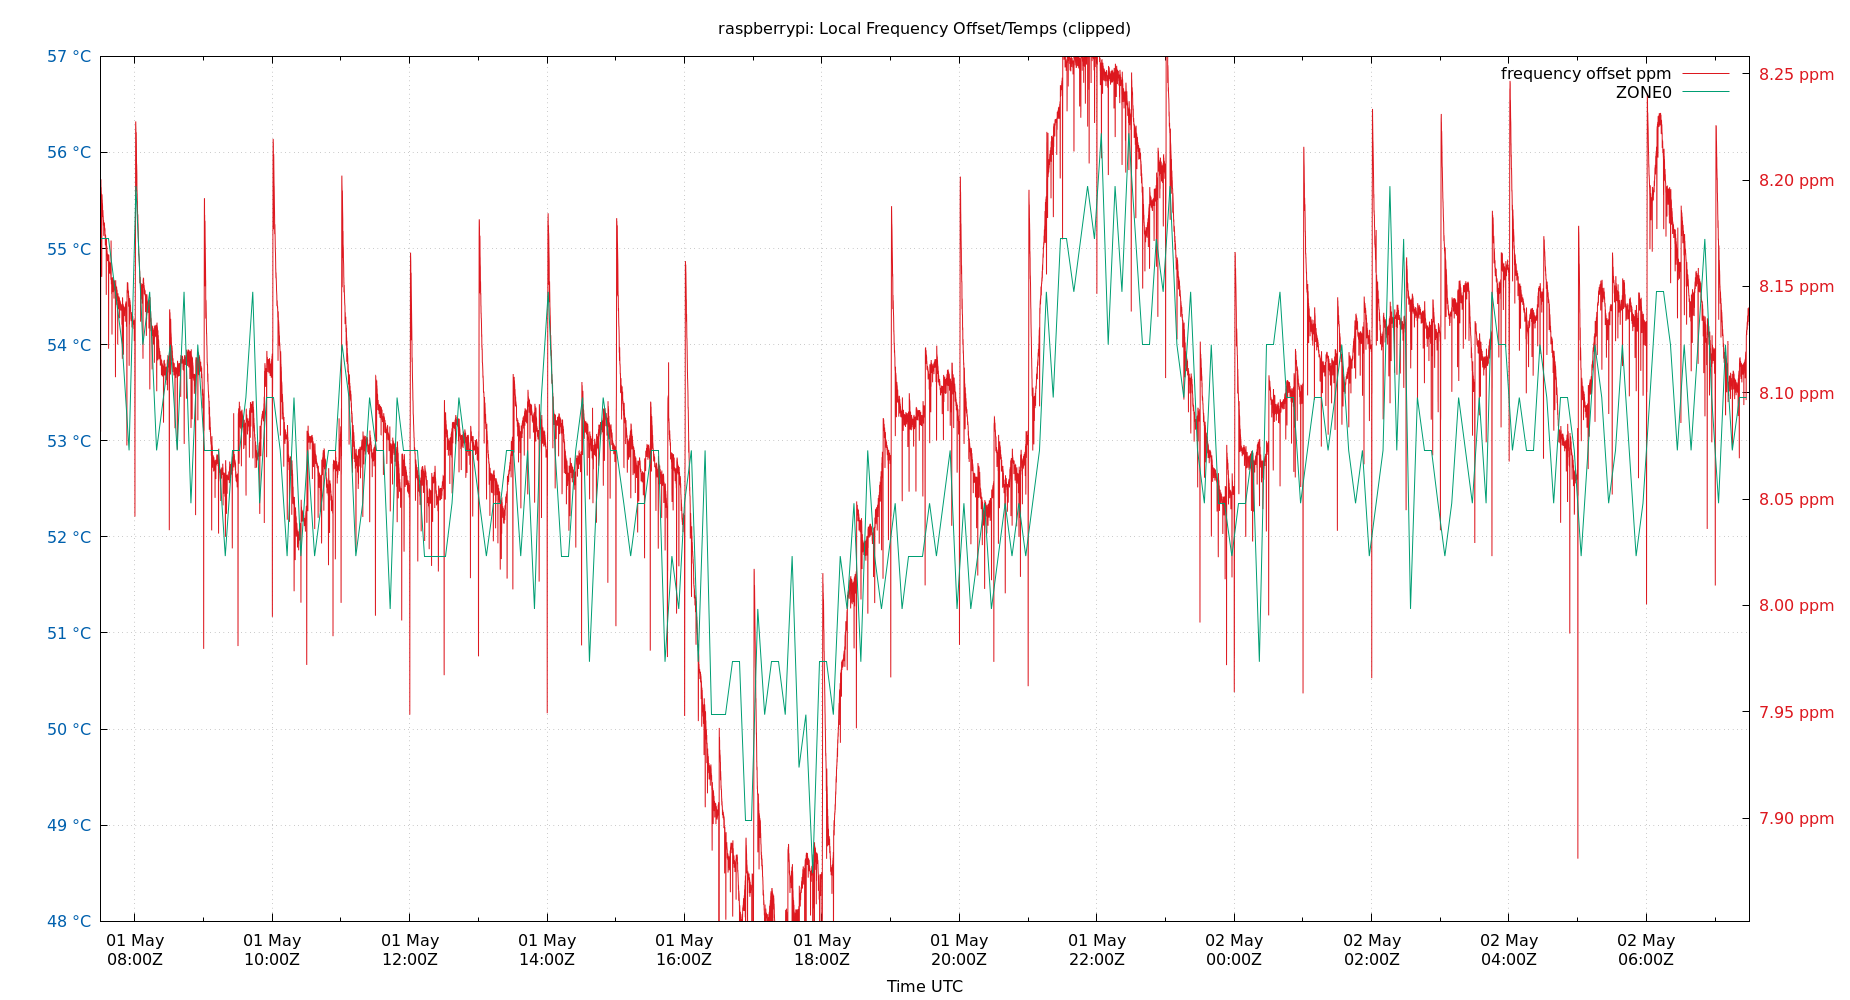 raspberrypi: Local Frequency Offset/Temps (clipped)
57 °C
56 °C
55 °C
54 °C
53 °C
52 °C
51 °C
50 °C
49 °C
48 °C
frequency offset ppm
ZONE0
8.25 ppm
8.20 ppm
8.15 ppm
8.10 ppm
8.05 ppm
8.00 ppm
7.95 ppm
7.90 ppm
01 May
08:00Z
01 May
10:00Z
01 May
12:00Z
01 May
14:00Z
01 May
16:00Z
01 May
18:00Z
01 May
20:00Z
01 May
22:00Z
02 May
00:00Z
02 May
02:00Z
02 May
04:00Z
02 May
06:00Z
Time UTC